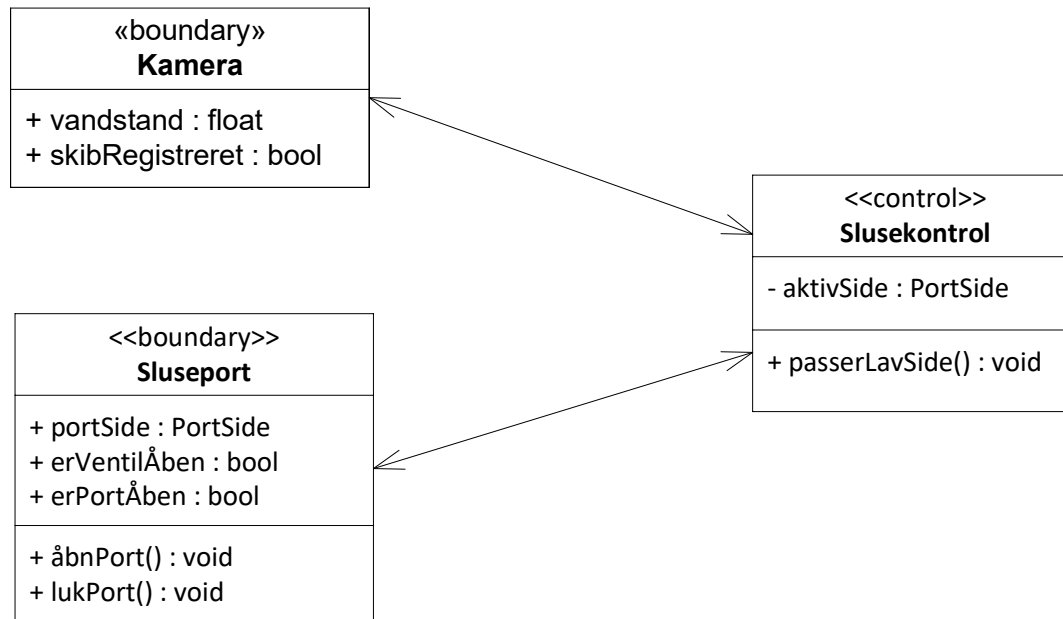 «boundary»
Kamera
+ vandstand : float
+ skibRegistreret : bool
<<control>>
Slusekontrol
- aktivSide : PortSide
+ passerLavSide() : void
<<boundary>>
Sluseport
+ portSide : PortSide
+ erVentilÅben : bool
+ erPortÅben : bool
+ åbnPort() : void
+ lukPort() : void